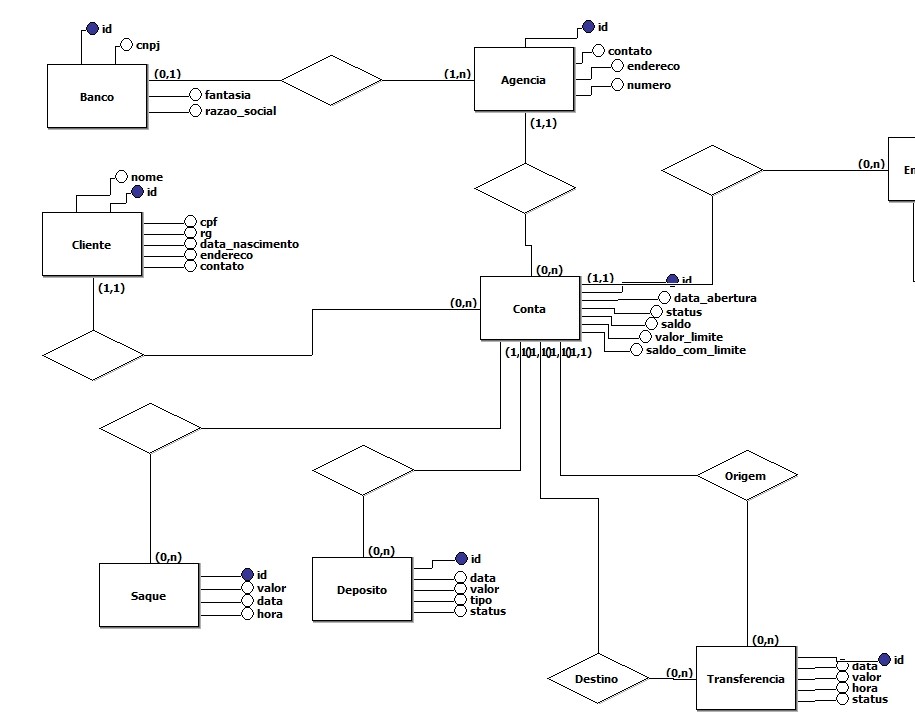 id
cnpj
(0,1)
Banco
fantasia
razao_social
(1,n)
id
contato
endereco
numero
Agencia
(1,1)
(0,n)
nome
id
cpf
rg
data_nascimento
endereco
contato
Cliente
(1,1)
(0,n)
(0,n)
(1,1)
id
data_abertura
status
saldo
valor_limite
saldo_com_limite
Conta
(1,1)
(1,1)
(1,1)
(1,1)
Origem
(0,n)
id
valor
data
hora
Saque
(0,n)
id
data
valor
tipo
status
Deposito
Destino
(0,n)
(0,n)
Transferencia
id
data
valor
hora
status